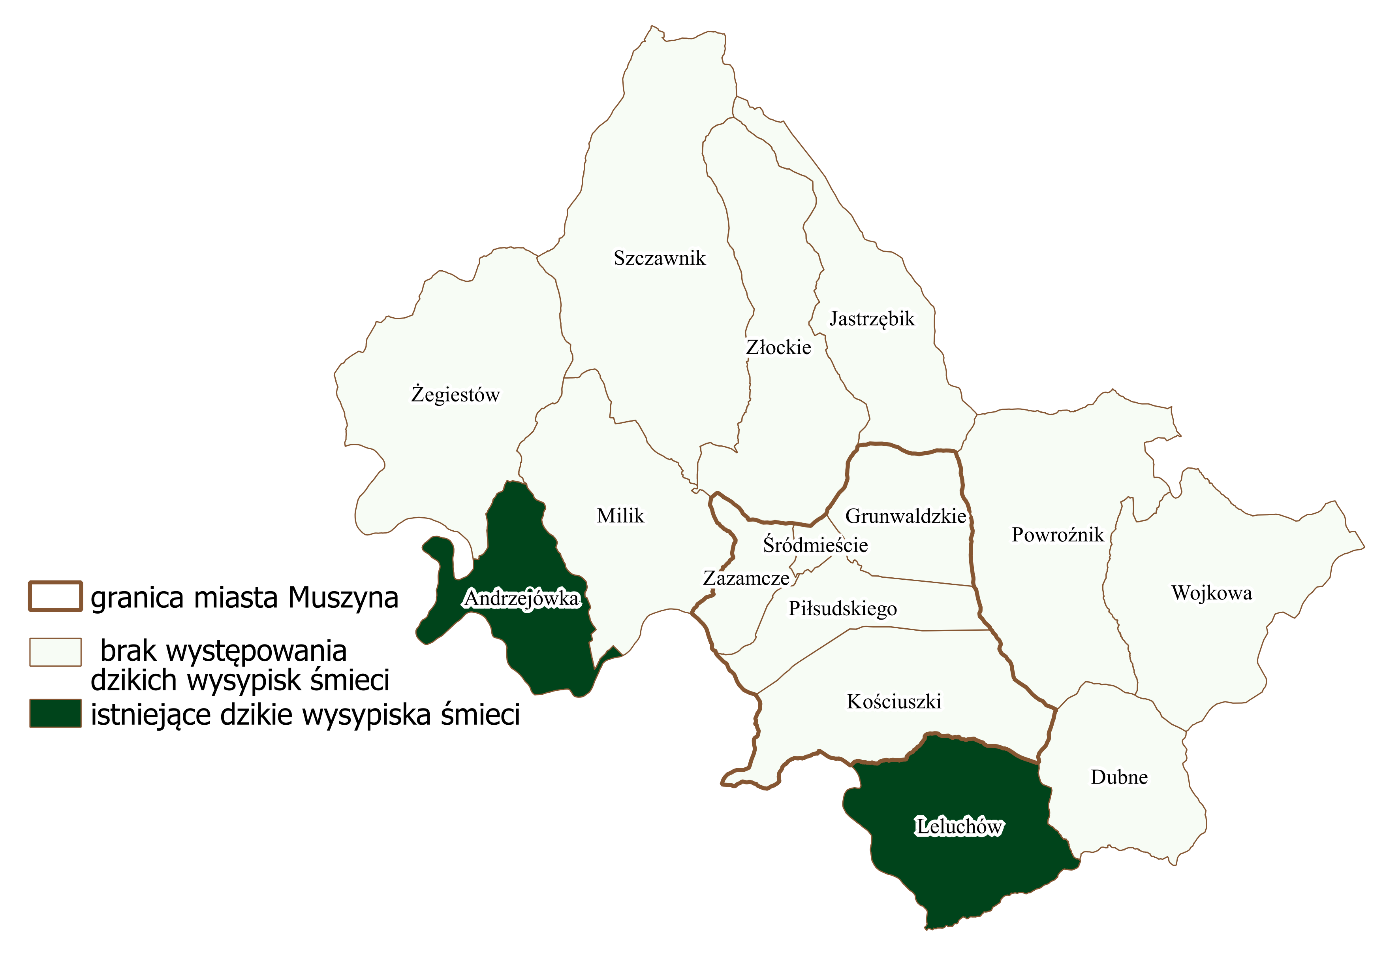 Szczawnik
Jastrzębik
Złockie
Żegiestów
Milik
Grunwaldzkie
Powroźnik
Śródmieście
Zazamcze
Wojkowa
Andrzejówka
Piłsudskiego
Kościuszki
Dubne
Leluchów
granica miasta Muszyna
brak występowania
dzikich wysypisk śmieci
istniejące dzikie wysypiska śmieci